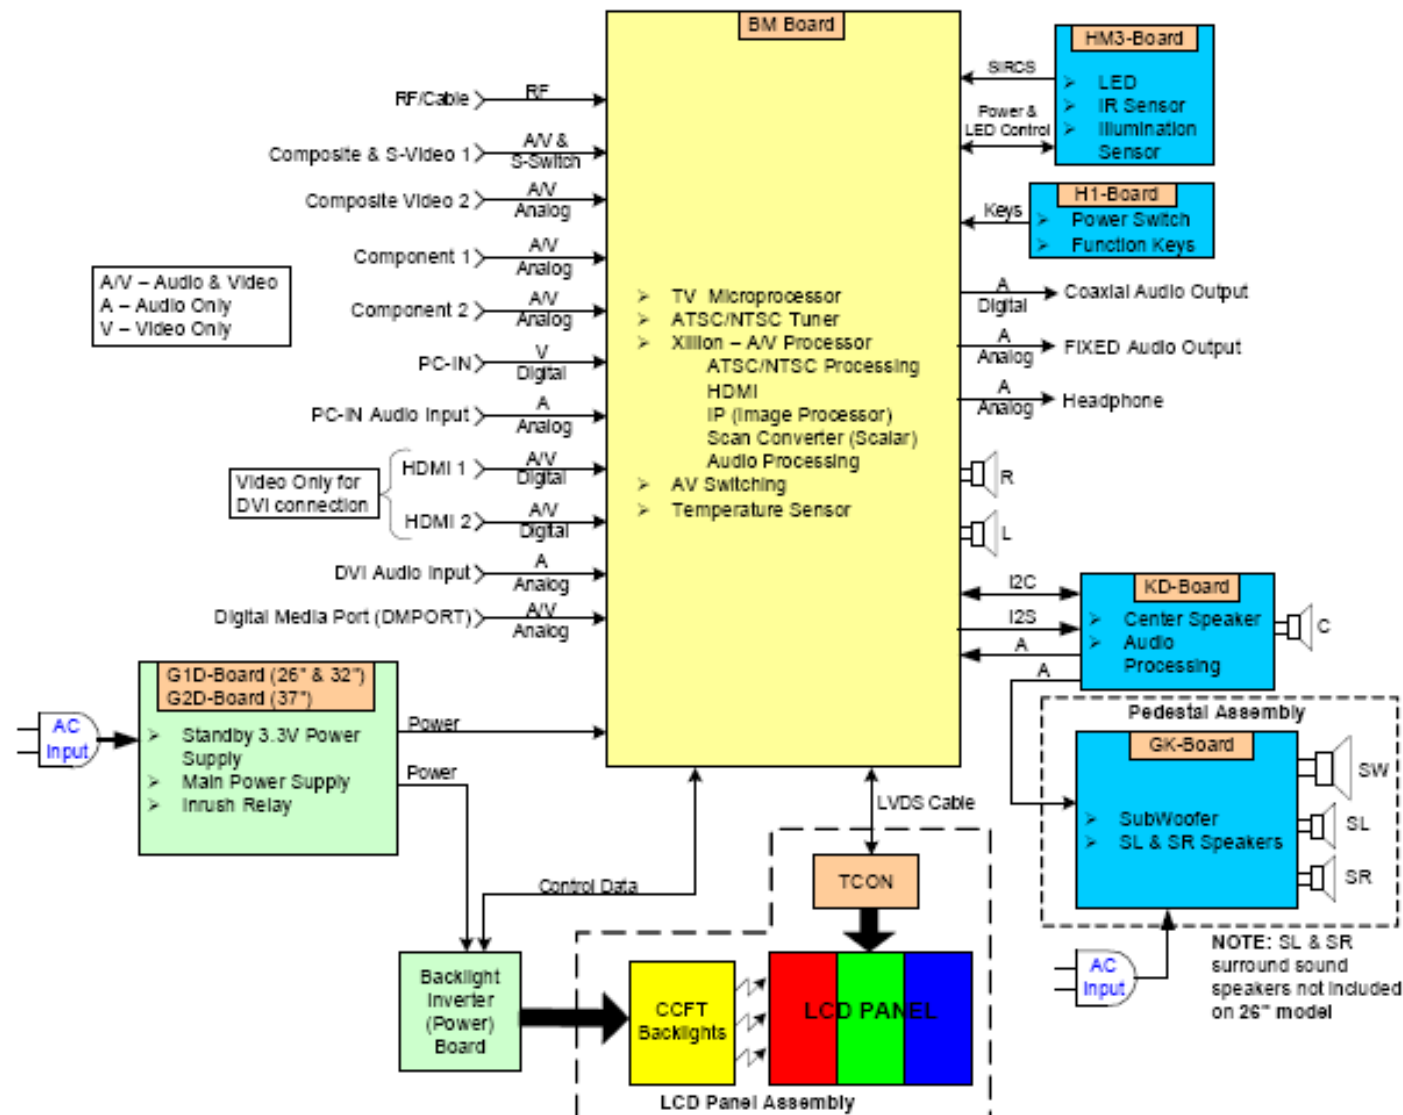 BM Board
TV Microprocessor
ATSC/NTSC Tuner
Xillion – A/V Processor
ATSC/NTSC Processing
HDMI
IP (Image Processor)
Scan Converter (Scalar)
Audio Processing
AV Switching
Temperature Sensor
RF/Cable
RF
Composite & S-Video 1
A/V &
S-Switch
Composite Video 2
A/V
Analog
Component 1
A/V
Analog
Component 2
A/V
Analog
PC-IN
V
Digital
PC-IN Audio Input
A
Analog
HDMI 1
A/V
Digital
HDMI 2
A/V
Digital
DVI Audio Input
A
Analog
Digital Media Port (DMPORT)
A/V
Analog
A/V – Audio & Video
A – Audio Only
V – Video Only
Video Only for
DVI connection
HM3-Board
LED
IR Sensor
Illumination
Sensor
SIRCS
Power &
LED Control
H1-Board
Power Switch
Function Keys
Keys
A
Digital
Coaxial Audio Output
A
Analog
FIXED Audio Output
A
Analog
Headphone
R
L
I2C
I2S
A
A
KD-Board
Center Speaker
Audio
Processing
C
Pedestal Assembly
GK-Board
SubWoofer
SL & SR Speakers
SW
SL
SR
AC
Input
NOTE: SL & SR
surround sound
speakers not included
on 26" model
G1D-Board (26" & 32")
G2D-Board (37")
Standby 3.3V Power
Supply
Main Power Supply
Inrush Relay
AC
Input
Power
Power
Control Data
LVDS Cable
TCON
LCD PANEL
CCFT
Backlights
Backlight
Inverter
(Power)
Board
LCD Panel Assembly